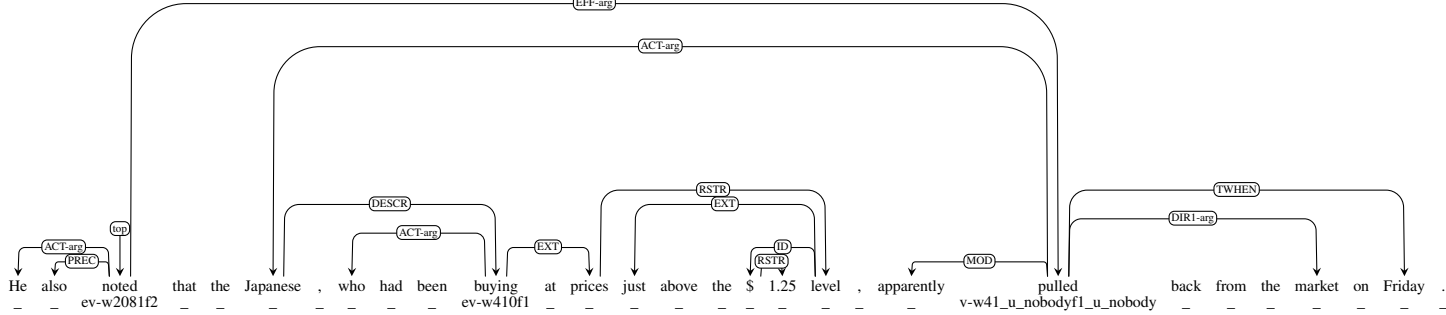 EFF-arg
ACT-arg
RSTR TWHEN
DESCR EXT
DIR1-arg
top
ACT-arg
ACT-arg EXT ID
PREC RSTR MOD
He also noted that the Japanese , who had been buying at prices just above the $ 1.25 level , apparently pulled back from the market on Friday .
_ _ ev-w2081f2 _ _ _ _ _ _ _ ev-w410f1 _ _ _ _ _ _ _ _ _ _ v-w41_u_nobodyf1_u_nobody _ _ _ _ _ _ _